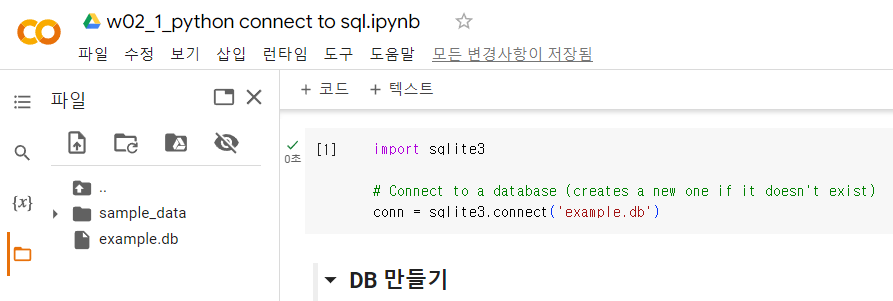 w02_1_python connect to sql.ipynb
파일 수정 보기 삽입 런타임 도구 도움말 모든 변경사항이 저장됨
파일
+ 코드 + 텍스트
..
sample_data
example.db
{x}
0초
[1] import sqlite3
# Connect to a database (creates a new one if it doesn't exist)
conn = sqlite3.connect('example.db')
DB 만들기